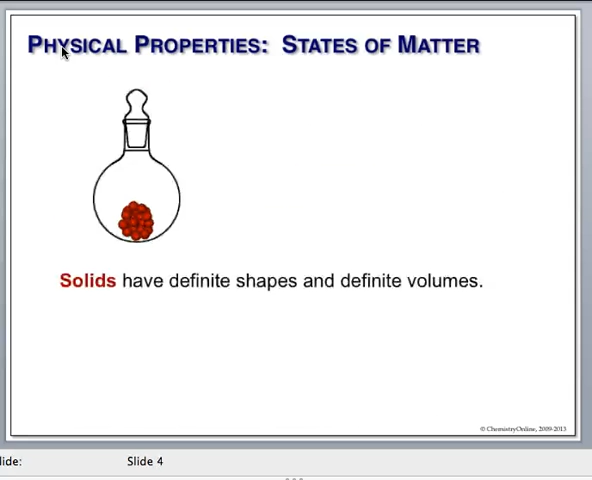 PHYSICAL PROPERTIES: STATES OF MATTER
Solids have definite shapes and definite volumes.
© ChemistryOnline, 2009-2013
lide: Slide 4